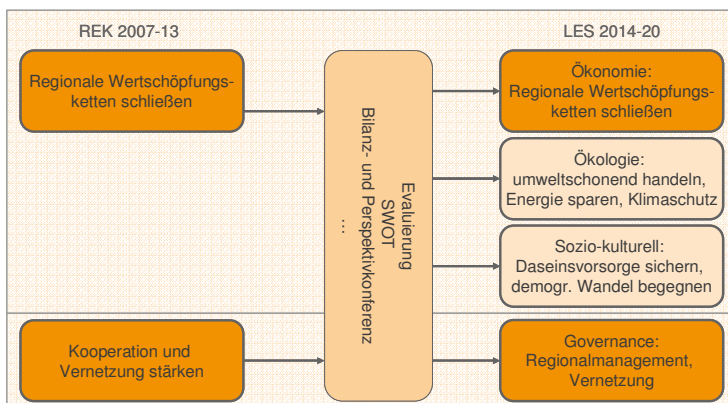 REK 2007-13
LES 2014-20
Regionale Wertschöpfungs-
ketten schließen
Kooperation und
Vernetzung stärken
Evaluierung
SWOT
Bilanz- und Perspektivkonferenz
…
Ökonomie:
Regionale Wertschöpfungs-
ketten schließen
Ökologie:
umweltschonend handeln,
Energie sparen, Klimaschutz
Sozio-kulturell:
Daseinsvorsorge sichern,
demogr. Wandel begegnen
Governance:
Regionalmanagement,
Vernetzung